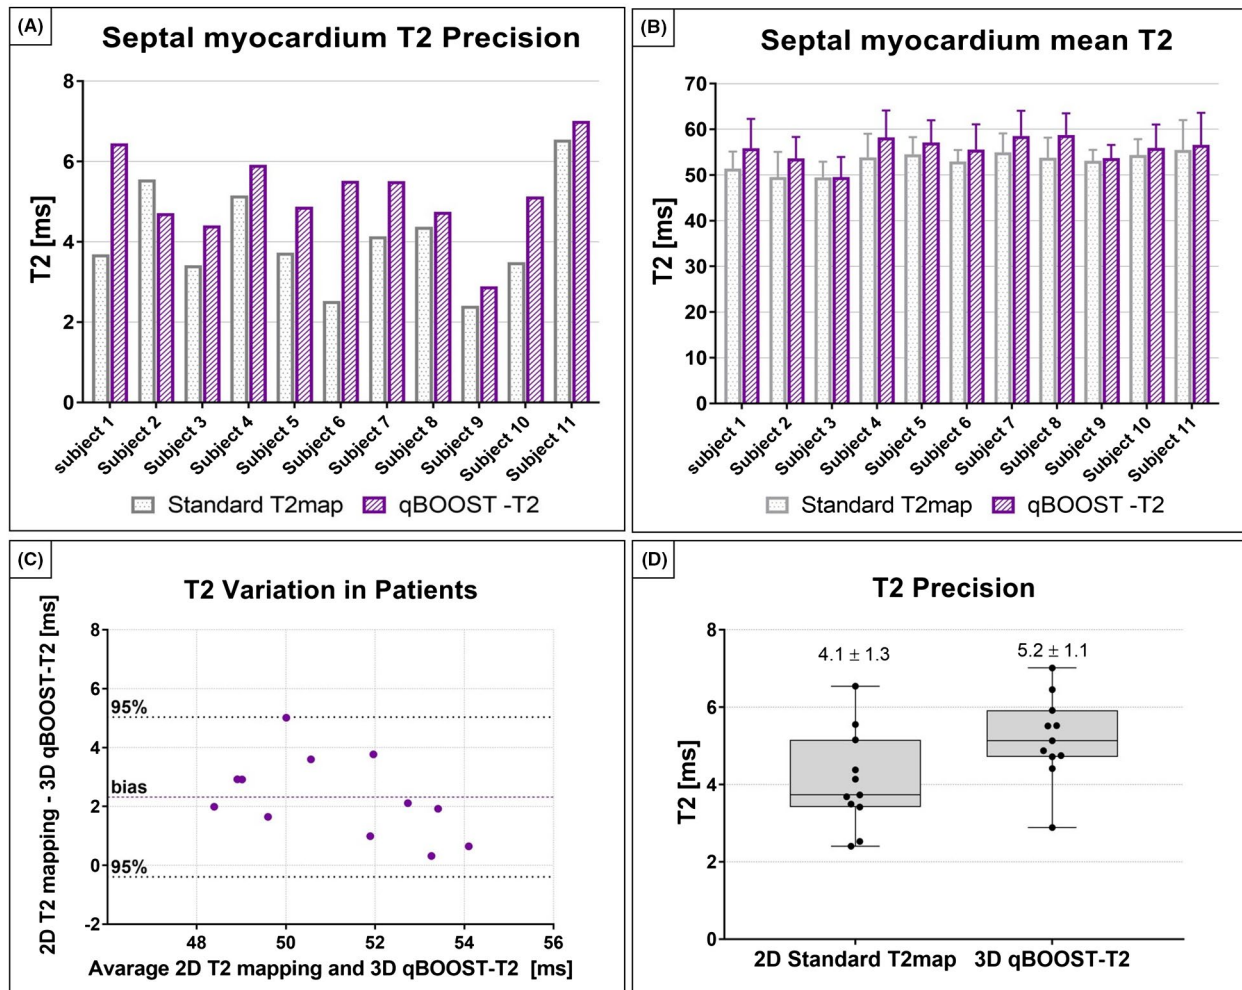 (A)
Septal myocardium T2 Precision
T2 [ms]
8
6
4
2
0
subject 1
Subject 2
Subject 3
Subject 4
Subject 5
Subject 6
Subject 7
Subject 8
Subject 9
Subject 10
Subject 11
Standard T2map
qBOOST -T2
(B)
Septal myocardium mean T2
T2 [ms]
70
60
50
40
30
20
10
0
subject 1
Subject 2
Subject 3
Subject 4
Subject 5
Subject 6
Subject 7
Subject 8
Subject 9
Subject 10
Subject 11
Standard T2map
qBOOST -T2
(C)
T2 Variation in Patients
2D T2 mapping - 3D qBOOST-T2 [ms]
8
6
4
2
0
-2
95%
bias
95%
48
50
52
54
56
Avarage 2D T2 mapping and 3D qBOOST-T2 [ms]
(D)
T2 Precision
T2 [ms]
8
6
4
2
0
4.1 ± 1.3
5.2 ± 1.1
2D Standard T2map
3D qBOOST-T2